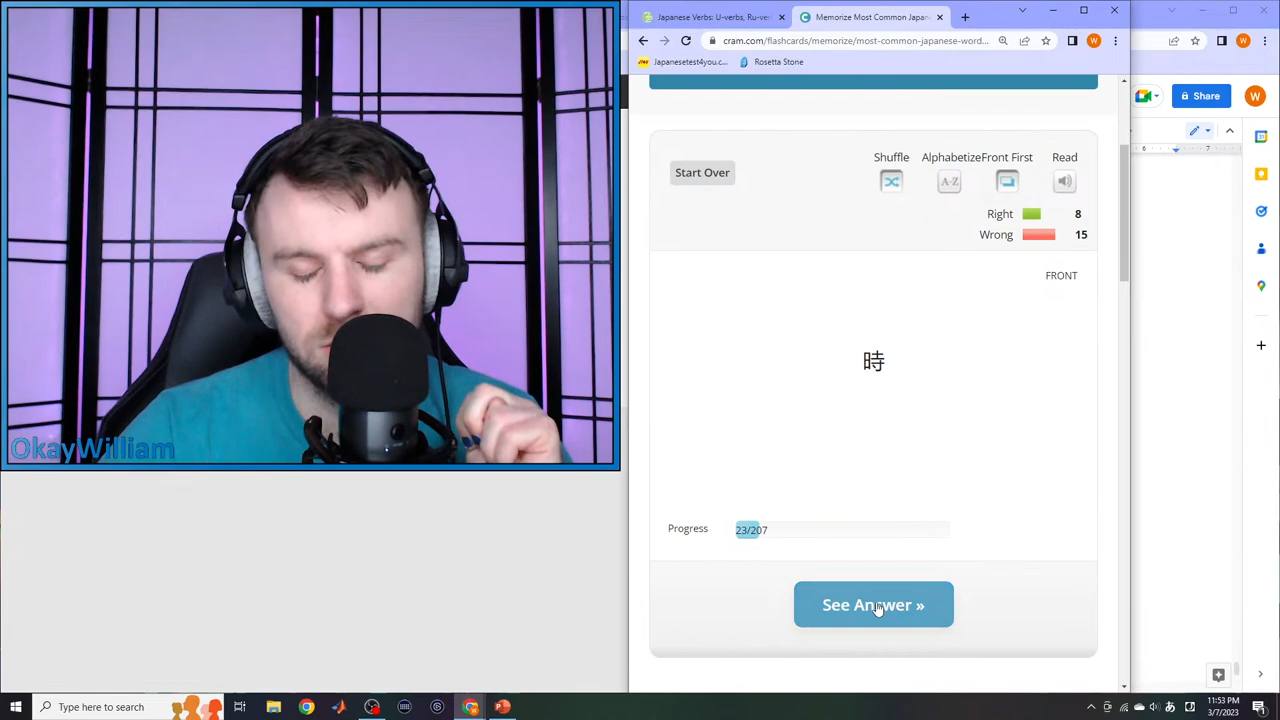 Japanese Verbs: U-verbs, Ru-ver
Memorize Most Common Japan
cram.com/flashcards/memorize/most-common-japanese-word...
Japanesetest4you.c...
Rosetta Stone
W
W
Share
W
Start Over
Shuffle
Alphabetize
Front First
Read
A-Z
Right 8
Wrong 15
FRONT
時
Progress
23/207
See Answer »
6
7
OkayWilliam
Type here to search
11:53 PM
3/7/2023